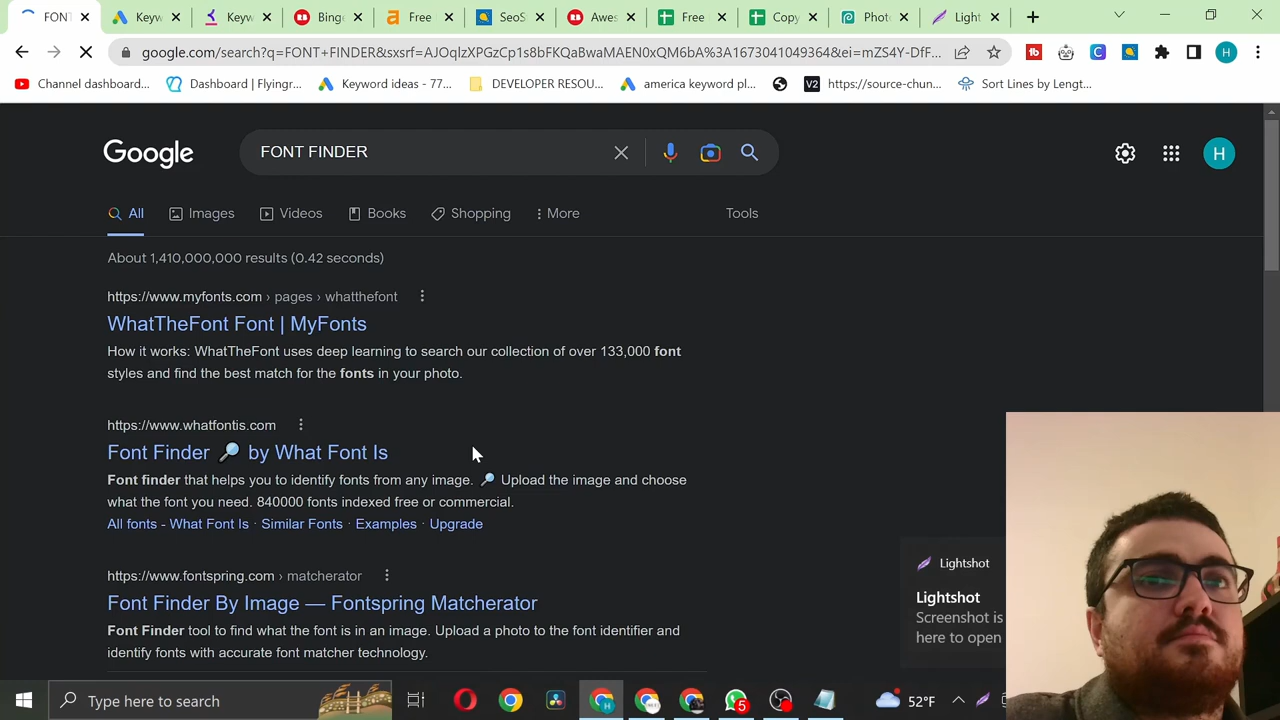 FONT
Keyw
Keyw
Binge
Free
SeoS
Awes
Free
Copy
Photo
Light
google.com/search?q=FONT+FINDER&sxsrf=AJOqlzXFGzCp1s8bFKQaBwaMAEN0xQM6bA%3A1673041049364&ei=mZS4Y-DfF...
Channel dashboard...
Dashboard | Flyingr...
Keyword ideas - 77...
DEVELOPER RESOU...
america keyword pl...
V2 https://source-chun...
Sort Lines by Lengt...
Google
FONT FINDER
H
All Images Videos Books Shopping More Tools
About 1,410,000,000 results (0.42 seconds)
https://www.myfonts.com › pages › whatthefont
WhatTheFont Font | MyFonts
How it works: WhatTheFont uses deep learning to search our collection of over 133,000 font
styles and find the best match for the fonts in your photo.
https://www.whatfontis.com
Font Finder 🔎 by What Font Is
Font finder that helps you to identify fonts from any image. 🔎 Upload the image and choose
what the font you need. 840000 fonts indexed free or commercial.
All fonts - What Font Is · Similar Fonts · Examples · Upgrade
https://www.fontspring.com › matcherator
Font Finder By Image — Fontspring Matcherator
Font Finder tool to find what the font is in an image. Upload a photo to the font identifier and
identify fonts with accurate font matcher technology.
Lightshot
Lightshot
Screenshot is
here to open
Type here to search
5
52°F